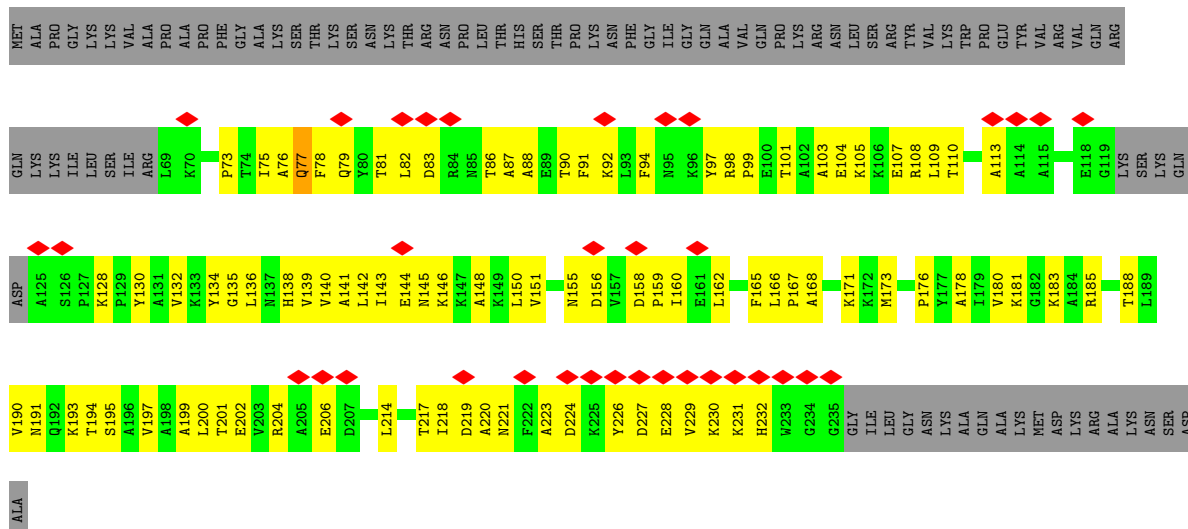 MET ALA PRO GLY LYS LYS VAL ALA PRO ALA PRO PHE GLY ALA LYS SER THR LYS SER ASN LYS THR ARG ASN PRO LEU THR HIS SER THR PRO LYS ASN PHE GLY ILE GLY GLN ALA VAL GLN PRO LYS ARG ASN LEU SER ARG TYR VAL LYS TRP PRO GLU TYR VAL ARG VAL GLN ARG
GLN LYS LYS ILE LEU SER ILE ARG L69 K70 P73 T74 I75 A76 Q77 F78 Q79 Y80 T81 L82 D83 R84 N85 T86 A87 A88 E89 T90 F91 K92 L93 F94 N95 K96 Y97 R98 P99 E100 T101 A102 A103 E104 K105 K106 E107 R108 L109 T110 A113 A114 A115 E118 G119 LYS SER LYS GLN
ASP A125 S126 P127 K128 P129 Y130 A131 V132 K133 Y134 G135 L136 N137 H138 V139 V140 A141 L142 I143 E144 N145 K146 K147 A148 K149 L150 V151 N155 D156 V157 D158 P159 I160 E161 L162 F165 L166 P167 A168 K171 K172 M173 P176 Y177 A178 I179 V180 K181 G182 K183 A184 R185 T188 L189
V190 N191 Q192 K193 T194 S195 A196 V197 A198 A199 L200 T201 E202 V203 R204 A205 E206 D207 L214 T217 I218 D219 A220 N221 F222 A223 D224 K225 Y226 D227 E228 V229 K230 K231 H232 W233 G234 G235 GLY ILE LEU GLY ASN LYS ALA GLN ALA LYS MET ASP LYS ARG ALA LYS ASN SER ASP
ALA